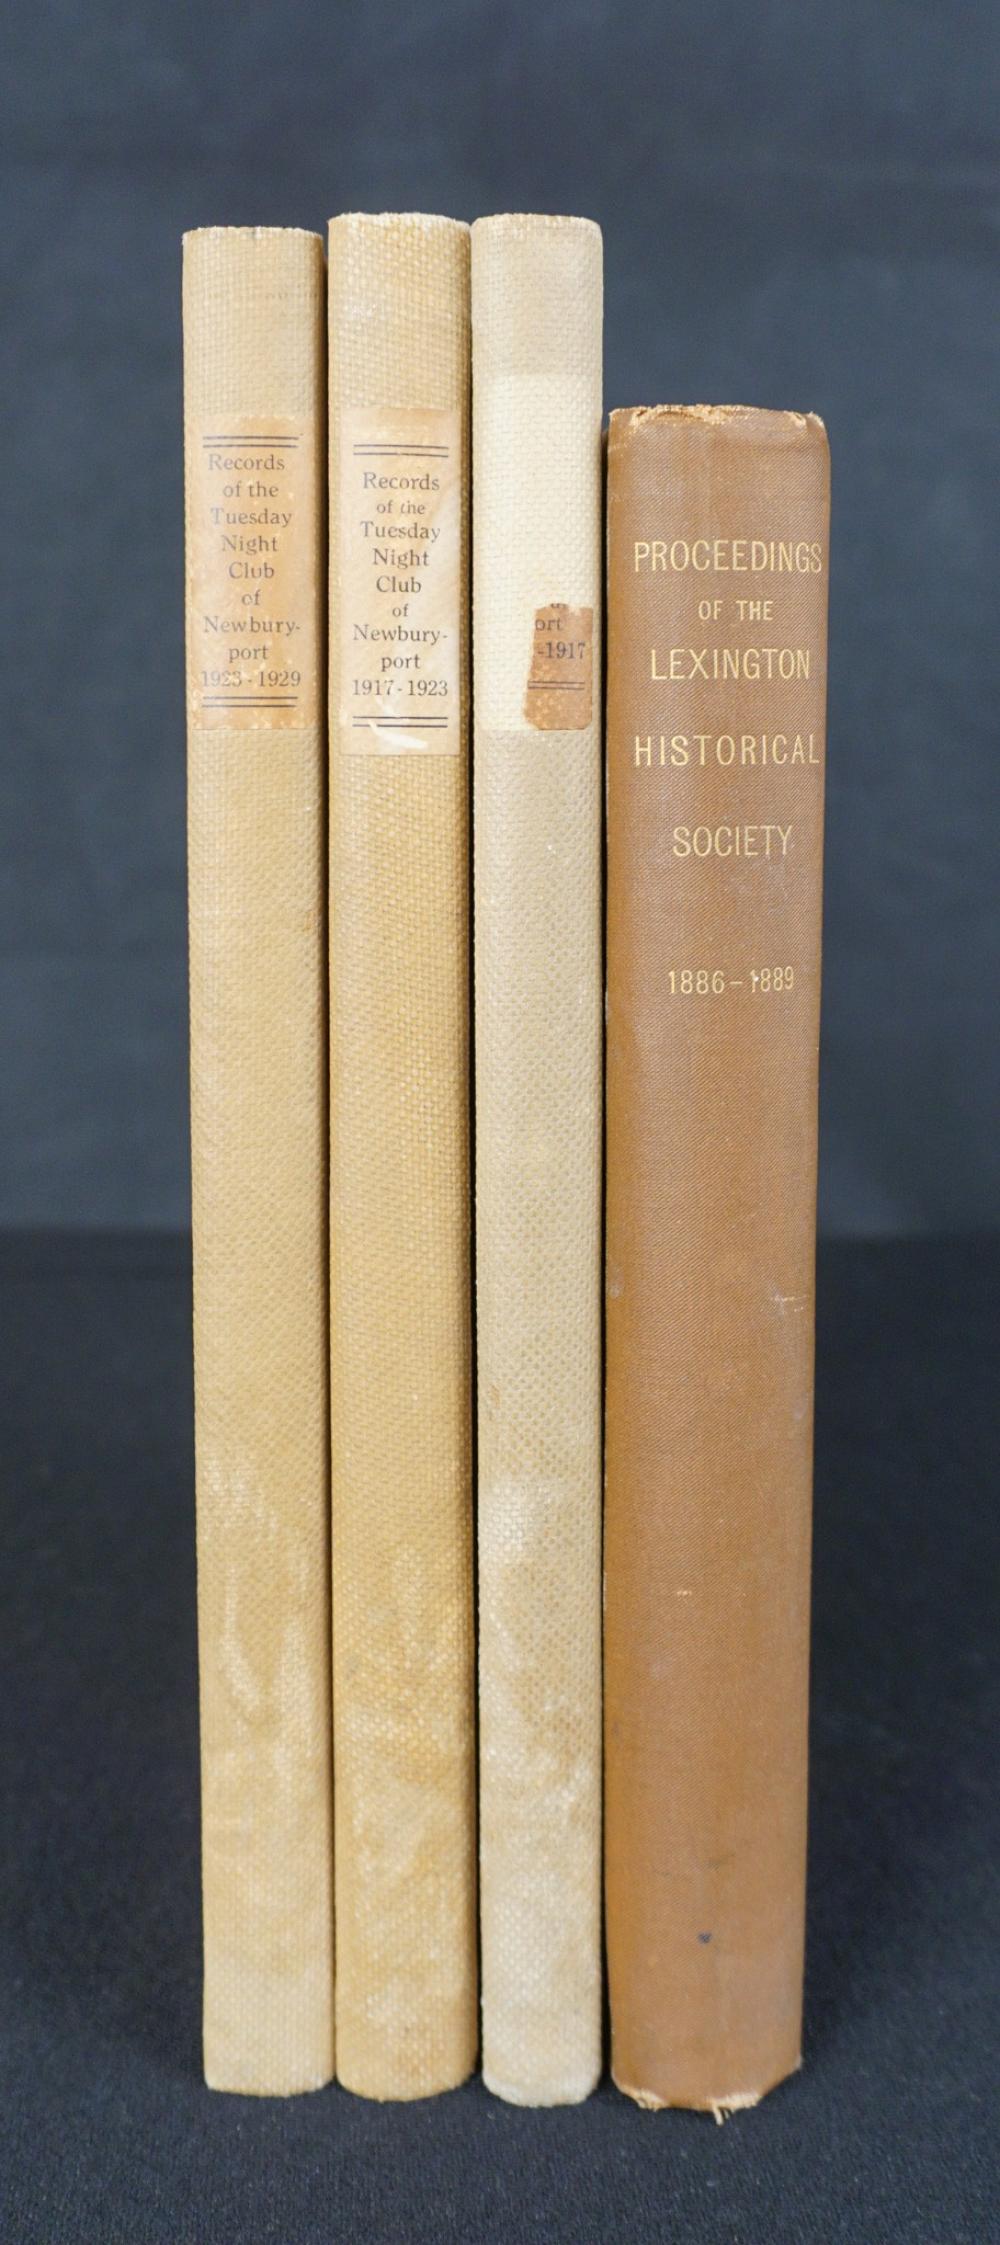 Records
of the
Tuesday
Night
Club
of
Newbury-
port
1923-1929
Records
of the
Tuesday
Night
Club
of
Newbury-
port
1917-1923
ort
-1917
PROCEEDINGS
OF THE
LEXINGTON
HISTORICAL
SOCIETY
1886-1889